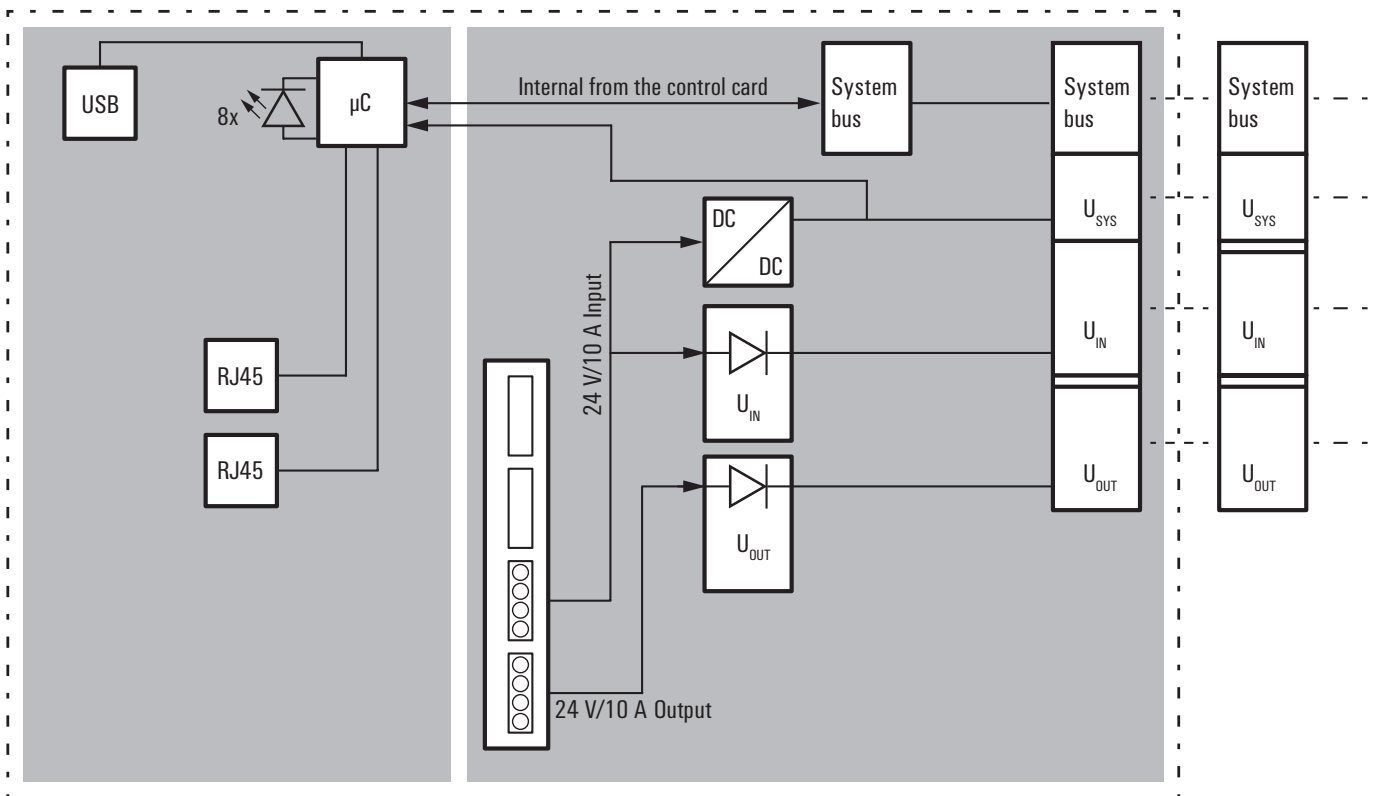 USB
8x
µC
Internal from the control card
System
bus
System
bus
System
bus
DC
DC
U_SYS
U_SYS
24 V/10 A Input
U_IN
U_IN
U_IN
RJ45
RJ45
U_OUT
U_OUT
U_OUT
24 V/10 A Output